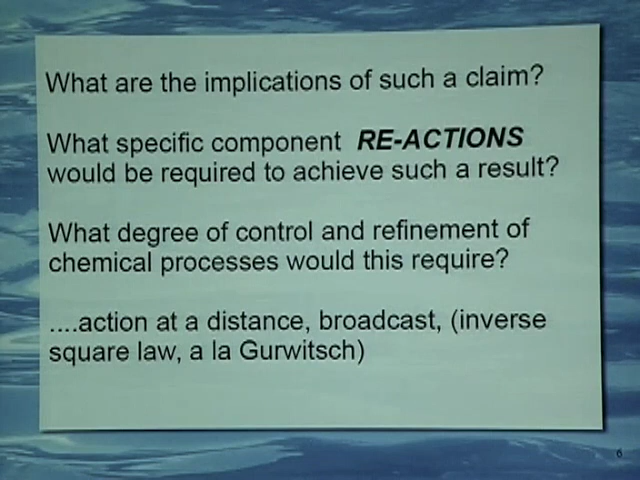 What are the implications of such a claim?
What specific component RE-ACTIONS
would be required to achieve such a result?
What degree of control and refinement of
chemical processes would this require?
....action at a distance, broadcast, (inverse
square law, a la Gurwitsch)
6